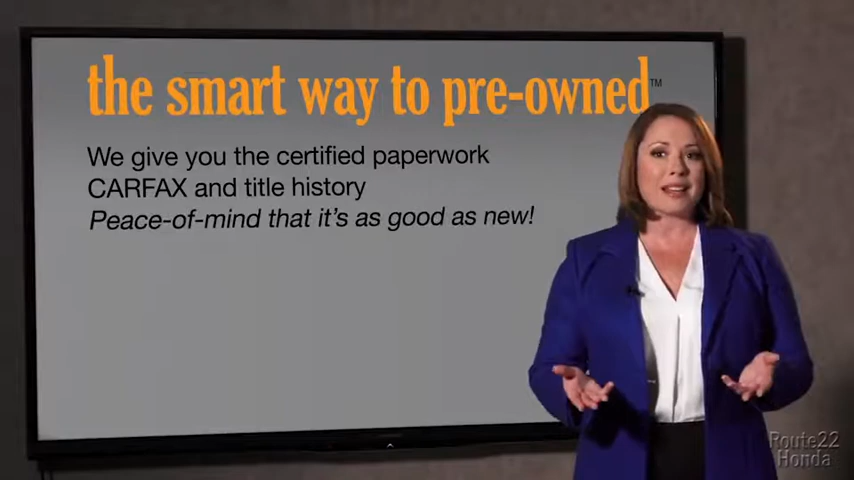 the smart way to pre-owned™
We give you the certified paperwork
CARFAX and title history
Peace-of-mind that it's as good as new!
Route22
Honda